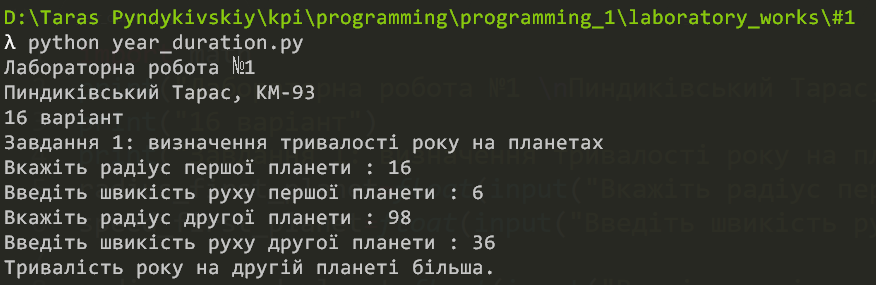 D:\Taras Pyndykivskiy\kpi\programming\programming_1\laboratory_works\#1
λ python year_duration.py
Лабораторна робота №1
Пиндиківський Тарас, КМ-93
16 варіант
Завдання 1: визначення тривалості року на планетах
Вкажіть радіус першої планети : 16
Введіть швикість руху першої планети : 6
Вкажіть радіус другої планети : 98
Введіть швикість руху другої планети : 36
Тривалість року на другій планеті більша.